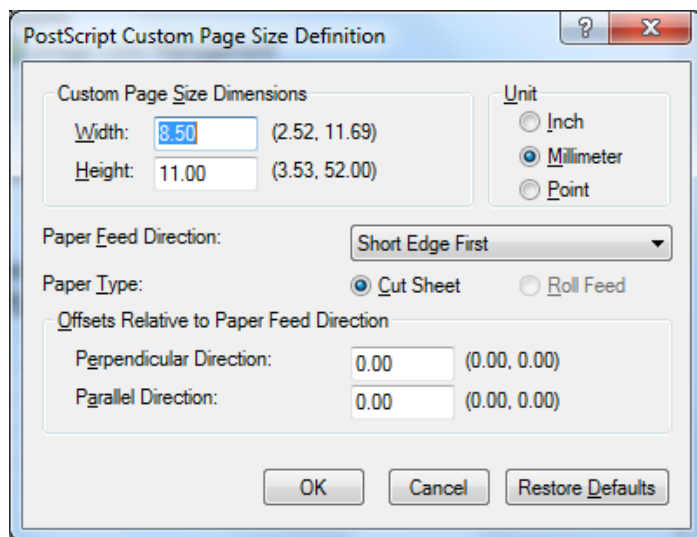 PostScript Custom Page Size Definition
Custom Page Size Dimensions
Width: 8.50 (2.52, 11.69)
Height: 11.00 (3.53, 52.00)
Unit
Inch
Millimeter
Point
Paper Feed Direction: Short Edge First
Paper Type: Cut Sheet Roll Feed
Offsets Relative to Paper Feed Direction
Perpendicular Direction: 0.00 (0.00, 0.00)
Parallel Direction: 0.00 (0.00, 0.00)
OK Cancel Restore Defaults